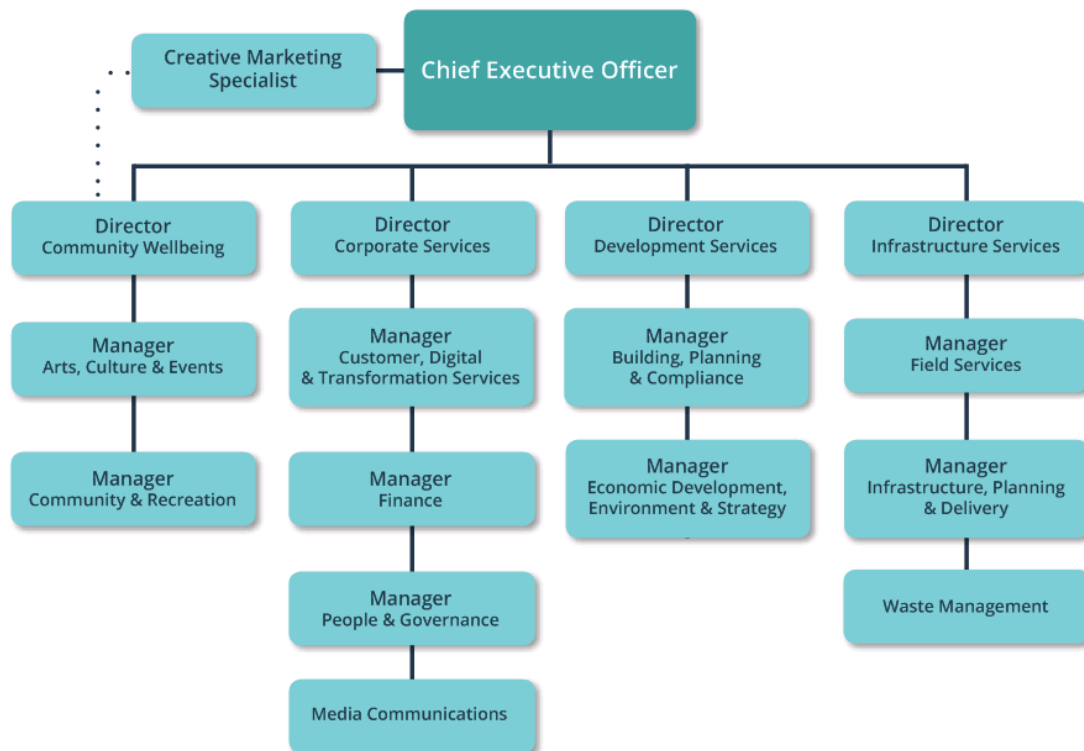 Creative Marketing
Specialist
Chief Executive Officer
Director
Community Wellbeing
Director
Corporate Services
Director
Development Services
Director
Infrastructure Services
Manager
Arts, Culture & Events
Manager
Customer, Digital
& Transformation Services
Manager
Building, Planning
& Compliance
Manager
Field Services
Manager
Community & Recreation
Manager
Finance
Manager
Economic Development,
Environment & Strategy
Manager
Infrastructure, Planning
& Delivery
Manager
People & Governance
Waste Management
Media Communications